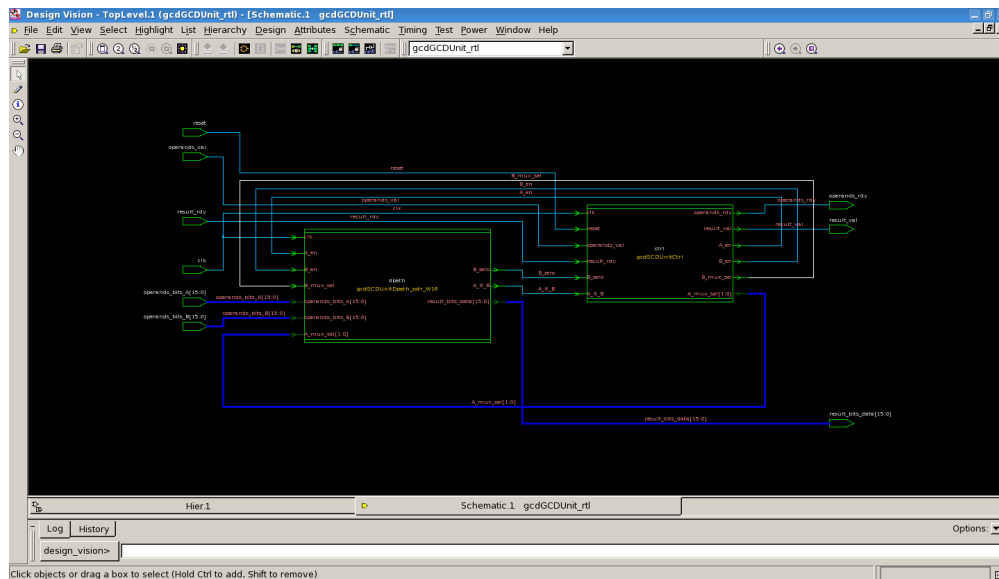 Design Vision - TopLevel.1 (gcdGCDUnit_rtl) - [Schematic.1 gcdGCDUnit_rtl]
File Edit View Select Highlight List Hierarchy Design Attributes Schematic Timing Test Power Window Help
gcdGCDUnit_rtl
reset
operands_val
result_rdy
clk
operands_bits_A[15:0]
operands_bits_B[15:0]
reset
B_mux_sel
B_en
A_en
operands_val
clk
result_rdy
operands_bits_A[15:0]
operands_bits_B[15:0]
clk
A_en
B_en
B_mux_sel
operands_bits_A[15:0]
operands_bits_B[15:0]
A_mux_sel[1:0]
dpath
gcdGCDUnitDpath_sstr_W16
B_zero
A_lt_B
result_bits_data[15:0]
B_zero
A_lt_B
clk
reset
operands_val
result_rdy
B_zero
A_lt_B
ctrl
gcdGCDUnitCtrl
operands_rdy
result_val
A_en
B_en
B_mux_sel
A_mux_sel[1:0]
operands_rdy
result_val
operands_rdy
result_val
A_mux_sel[1:0]
result_bits_data[15:0]
result_bits_data[15:0]
Hier.1
Schematic.1 gcdGCDUnit_rtl
Log History
Options:
design_vision>
Click objects or drag a box to select (Hold Ctrl to add, Shift to remove)